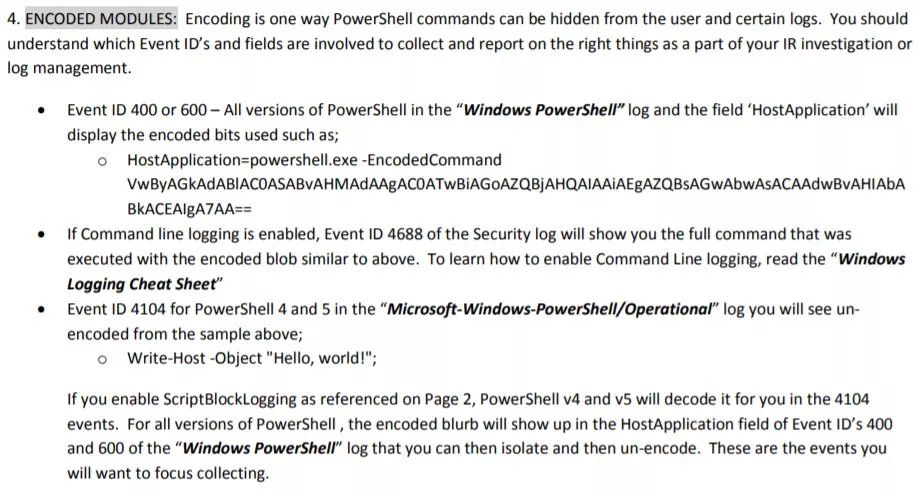 4. ENCODED MODULES: Encoding is one way PowerShell commands can be hidden from the user and certain logs. You should
understand which Event ID's and fields are involved to collect and report on the right things as a part of your IR investigation or
log management.
• Event ID 400 or 600 – All versions of PowerShell in the "Windows PowerShell" log and the field 'HostApplication' will
display the encoded bits used such as;
o HostApplication=powershell.exe -EncodedCommand
VwByAGkAdABlAC0ASABvAHMAdAAgAC0ATwBiAGoAZQBjAHQAIAAiAEgAZQBsAGwAbwAsACAAdwBvAHIAbA
BkACEAIgA7AA==
• If Command line logging is enabled, Event ID 4688 of the Security log will show you the full command that was
executed with the encoded blob similar to above. To learn how to enable Command Line logging, read the "Windows
Logging Cheat Sheet"
• Event ID 4104 for PowerShell 4 and 5 in the "Microsoft-Windows-PowerShell/Operational" log you will see un-
encoded from the sample above;
o Write-Host -Object "Hello, world!";
If you enable ScriptBlockLogging as referenced on Page 2, PowerShell v4 and v5 will decode it for you in the 4104
events. For all versions of PowerShell , the encoded blurb will show up in the HostApplication field of Event ID's 400
and 600 of the "Windows PowerShell" log that you can then isolate and then un-encode. These are the events you
will want to focus collecting.